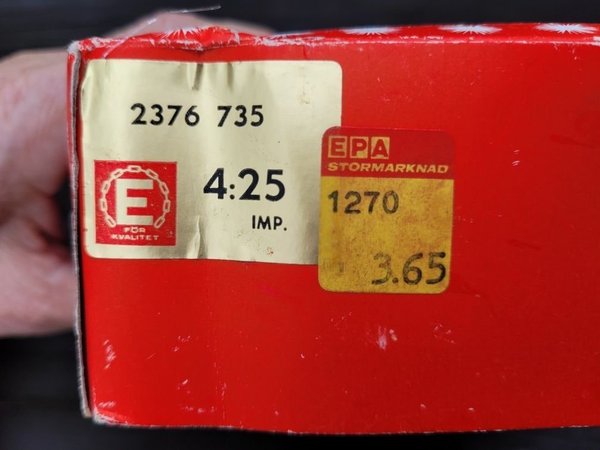 2376 735
E
FÖR
KVALITET
4:25
IMP.
EPA
STORMARKNAD
1270
3.65